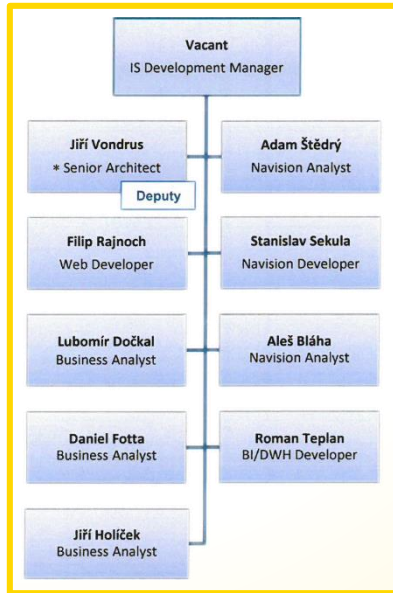 Vacant
IS Development Manager
Jiří Vondrus
* Senior Architect
Deputy
Adam Štědrý
Navision Analyst
Filip Rajnoch
Web Developer
Stanislav Sekula
Navision Developer
Lubomír Dočkal
Business Analyst
Aleš Bláha
Navision Analyst
Daniel Fotta
Business Analyst
Roman Teplan
BI/DWH Developer
Jiří Holíček
Business Analyst